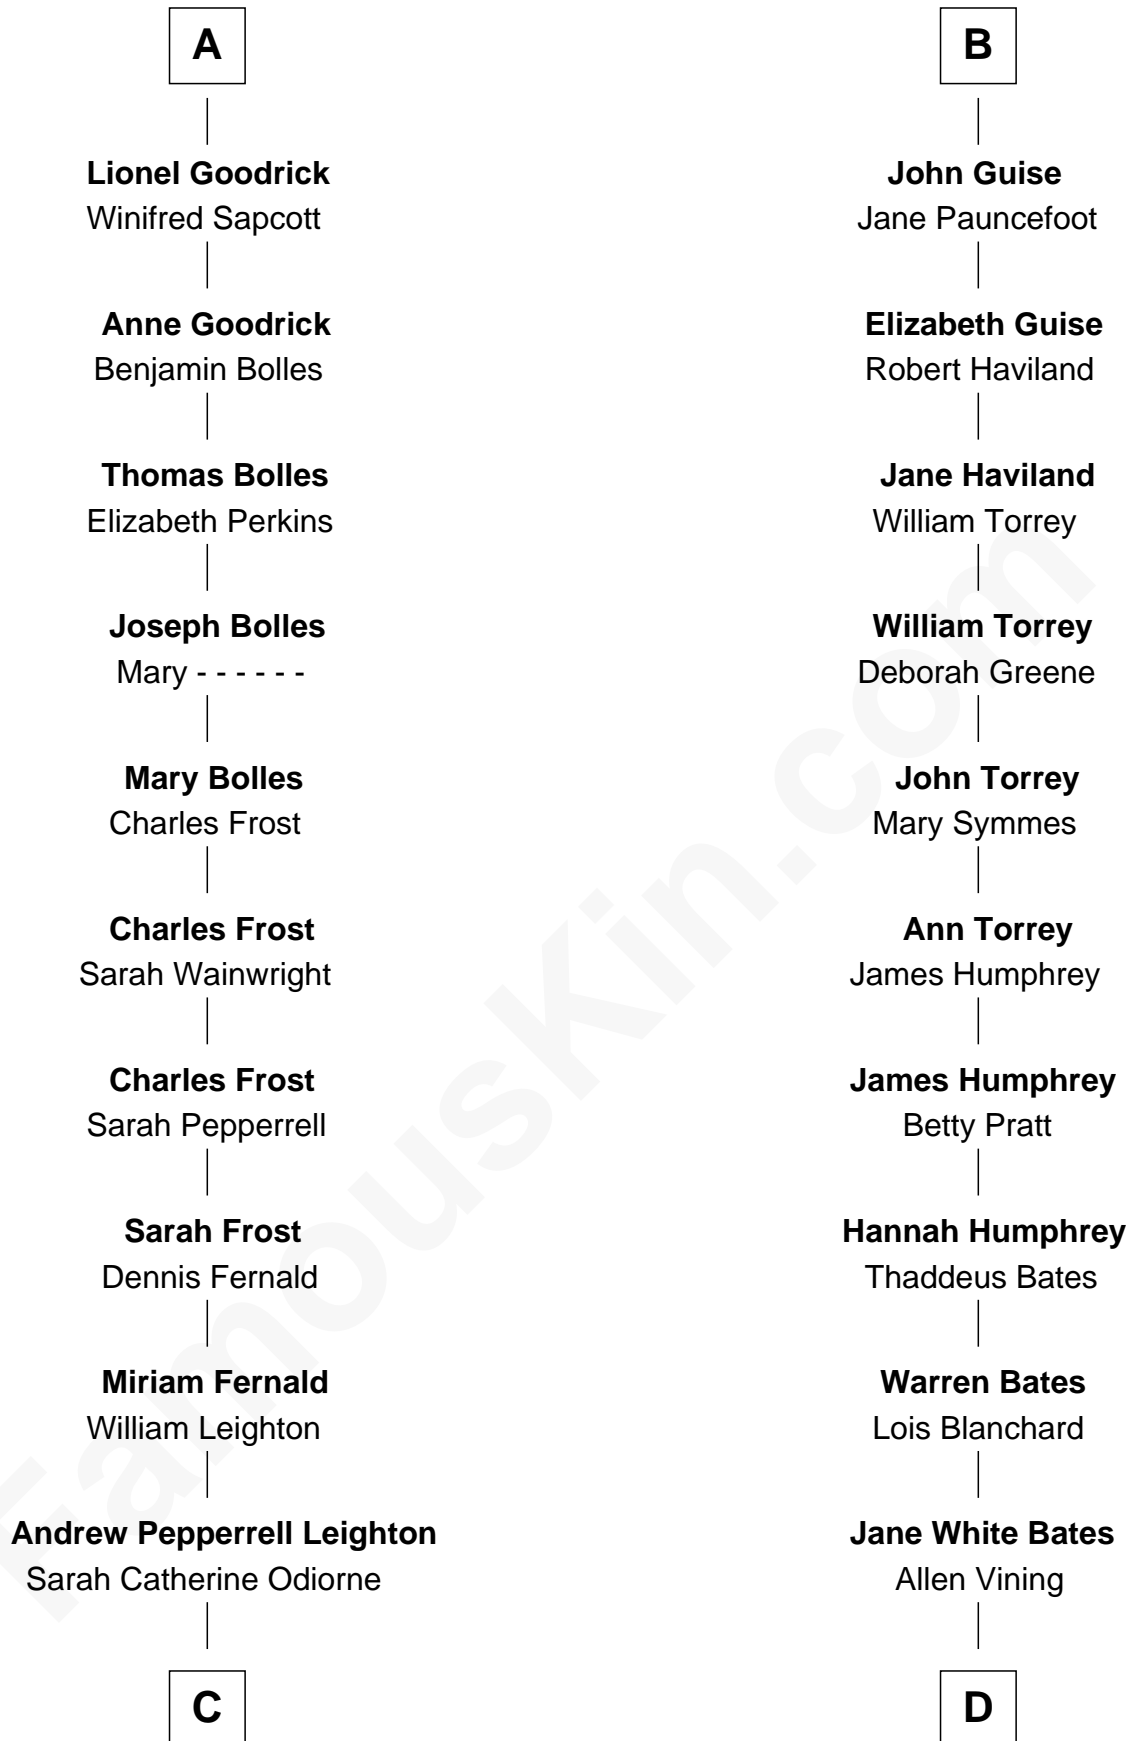 A
Lionel Goodrick
Winifred Sapcott
Anne Goodrick
Benjamin Bolles
Thomas Bolles
Elizabeth Perkins
Joseph Bolles
Mary - - - - - -
Mary Bolles
Charles Frost
Charles Frost
Sarah Wainwright
Charles Frost
Sarah Pepperrell
Sarah Frost
Dennis Fernald
Miriam Fernald
William Leighton
Andrew Pepperrell Leighton
Sarah Catherine Odiorne
C
B
John Guise
Jane Pauncefoot
Elizabeth Guise
Robert Haviland
Jane Haviland
William Torrey
William Torrey
Deborah Greene
John Torrey
Mary Symmes
Ann Torrey
James Humphrey
James Humphrey
Betty Pratt
Hannah Humphrey
Thaddeus Bates
Warren Bates
Lois Blanchard
Jane White Bates
Allen Vining
D
FamousKin.com